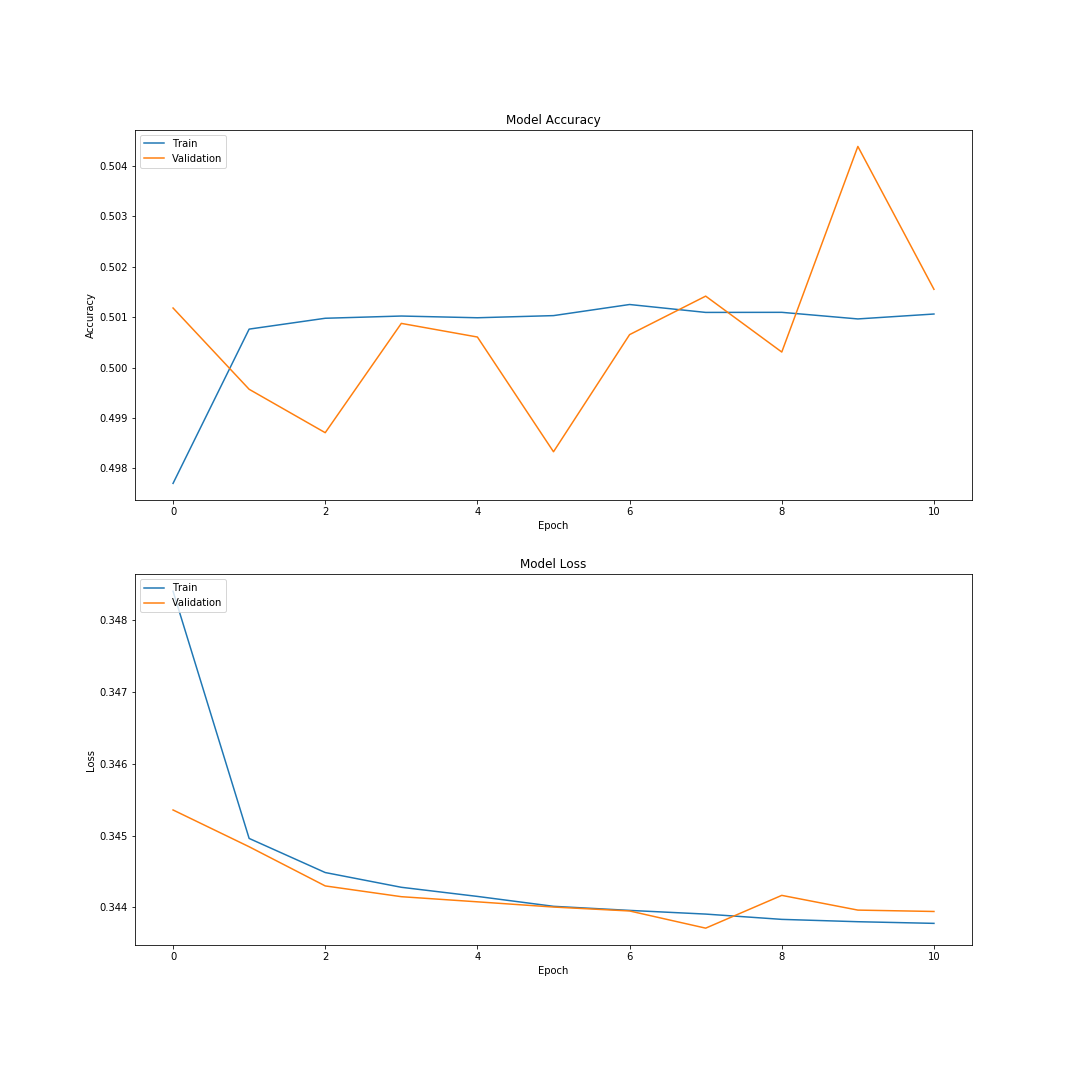 Model Accuracy
Train
Validation
0.504
0.503
0.502
0.501
0.500
0.499
0.498
Accuracy
0 2 4 6 8 10
Epoch
Model Loss
Train
Validation
0.348
0.347
0.346
0.345
0.344
Loss
0 2 4 6 8 10
Epoch